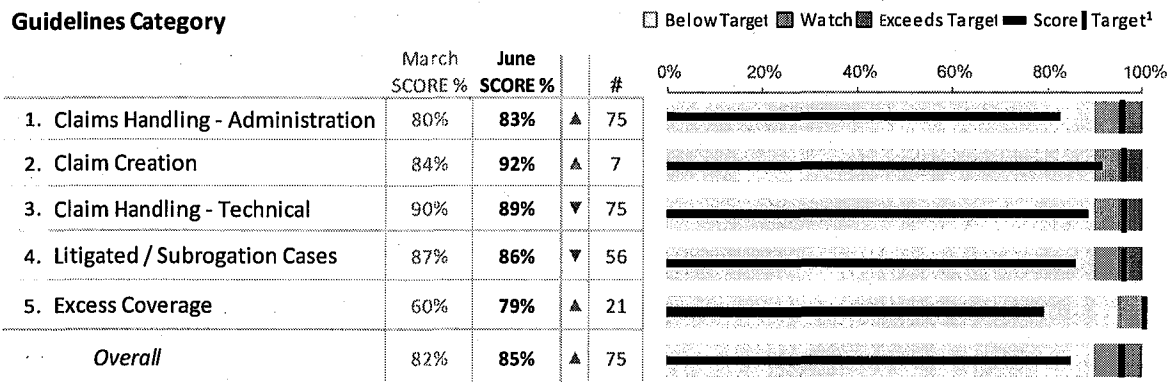 Guidelines Category
Below Target Watch Exceeds Target Score Target¹
March June
SCORE % SCORE % #
0% 20% 40% 60% 80% 100%
1. Claims Handling - Administration 80% 83% ▲ 75
2. Claim Creation 84% 92% ▲ 7
3. Claim Handling - Technical 90% 89% ▼ 75
4. Litigated / Subrogation Cases 87% 86% ▼ 56
5. Excess Coverage 60% 79% ▲ 21
Overall 82% 85% ▲ 75